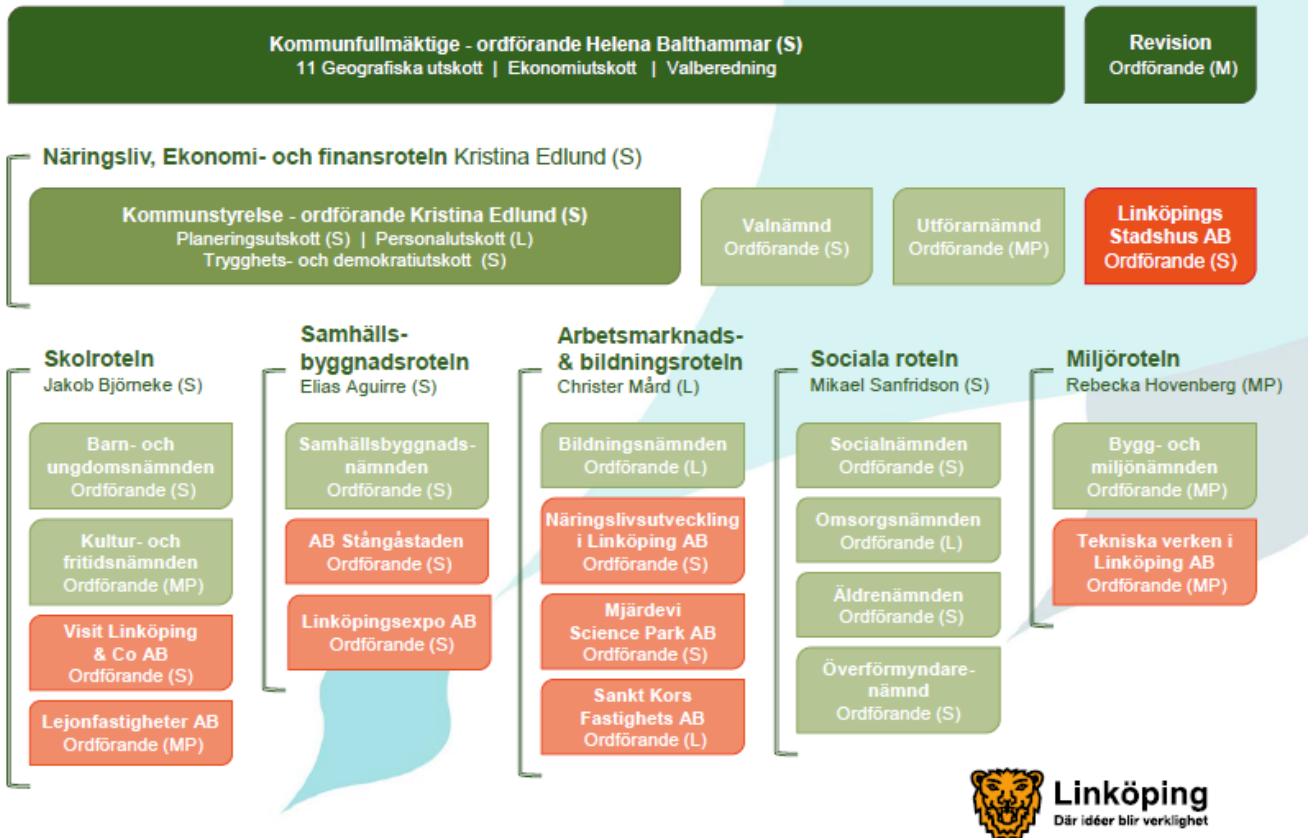 Kommunfullmäktige - ordförande Helena Balthammar (S)
11 Geografiska utskott | Ekonomiutskott | Valberedning
Revision
Ordförande (M)
Näringsliv, Ekonomi- och finansroteln Kristina Edlund (S)
Kommunstyrelse - ordförande Kristina Edlund (S)
Planeringsutskott (S) | Personalutskott (L)
Trygghets- och demokratiutskott (S)
Valnämnd
Ordförande (S)
Utförarnämnd
Ordförande (MP)
Linköpings
Stadshus AB
Ordförande (S)
Skolroteln
Jakob Björneke (S)
Barn- och
ungdomsnämnden
Ordförande (S)
Kultur- och
fritidsnämnden
Ordförande (MP)
Visit Linköping
& Co AB
Ordförande (S)
Lejonfastigheter AB
Ordförande (MP)
Samhälls-
byggnadsroteln
Elias Aguirre (S)
Samhällsbyggnads-
nämnden
Ordförande (S)
AB Stångåstaden
Ordförande (S)
Linköpingsexpo AB
Ordförande (S)
Arbetsmarknads-
& bildningsroteln
Christer Mård (L)
Bildningsnämnden
Ordförande (L)
Näringslivsutveckling
i Linköping AB
Ordförande (S)
Mjärdevi
Science Park AB
Ordförande (S)
Sankt Kors
Fastighets AB
Ordförande (L)
Sociala roteln
Mikael Sanfridson (S)
Socialnämnden
Ordförande (S)
Omsorgsnämnden
Ordförande (L)
Äldrenämnden
Ordförande (S)
Överförmyndare-
nämnd
Ordförande (S)
Miljöroteln
Rebecka Hovenberg (MP)
Bygg- och
miljönämnden
Ordförande (MP)
Tekniska verken i
Linköping AB
Ordförande (MP)
Linköping
Där idéer blir verklighet